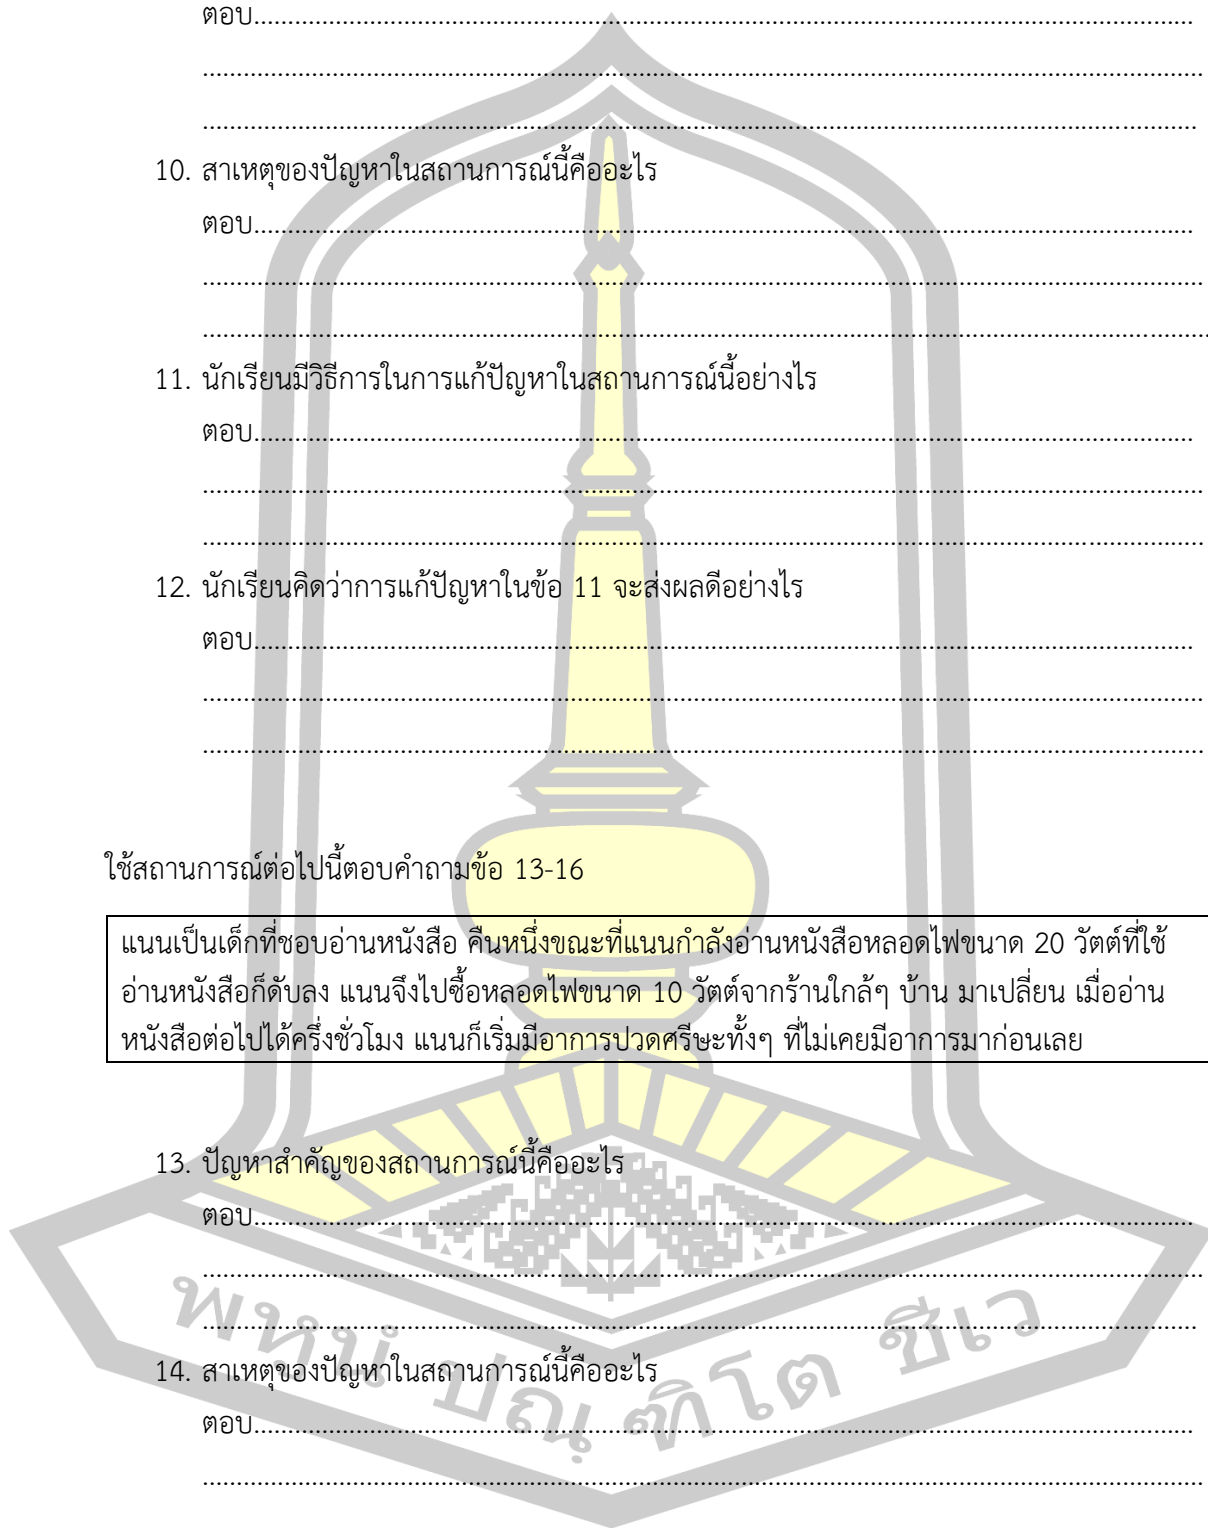 ตอบ............................................................................................................................................
.....................................................................................................................................................
....................................................................................................................................................
10. สาเหตุของปัญหาในสถานการณ์นี้คืออะไร
ตอบ............................................................................................................................................
.....................................................................................................................................................
......................................................................................................................................................
11. นักเรียนมีวิธีการในการแก้ปัญหาในสถานการณ์นี้อย่างไร
ตอบ............................................................................................................................................
.....................................................................................................................................................
.....................................................................................................................................................
12. นักเรียนคิดว่าการแก้ปัญหาในข้อ 11 จะส่งผลดีอย่างไร
ตอบ............................................................................................................................................
.....................................................................................................................................................
.....................................................................................................................................................
ใช้สถานการณ์ต่อไปนี้ตอบคำถามข้อ 13-16
แนนเป็นเด็กที่ชอบอ่านหนังสือ คืนหนึ่งขณะที่แนนกำลังอ่านหนังสือหลอดไฟขนาด 20 วัตต์ที่ใช้
อ่านหนังสือก็ดับลง แนนจึงไปซื้อหลอดไฟขนาด 10 วัตต์จากร้านใกล้ๆ บ้าน มาเปลี่ยน เมื่ออ่าน
หนังสือต่อไปได้ครึ่งชั่วโมง แนนก็เริ่มมีอาการปวดศรีษะทั้งๆ ที่ไม่เคยมีอาการมาก่อนเลย
13. ปัญหาสำคัญของสถานการณ์นี้คืออะไร
ตอบ............................................................................................................................................
.....................................................................................................................................................
....................................................................................................................................................
14. สาเหตุของปัญหาในสถานการณ์นี้คืออะไร
ตอบ............................................................................................................................................
.....................................................................................................................................................
พหุนํ ปณฺฑิโต ชีเว